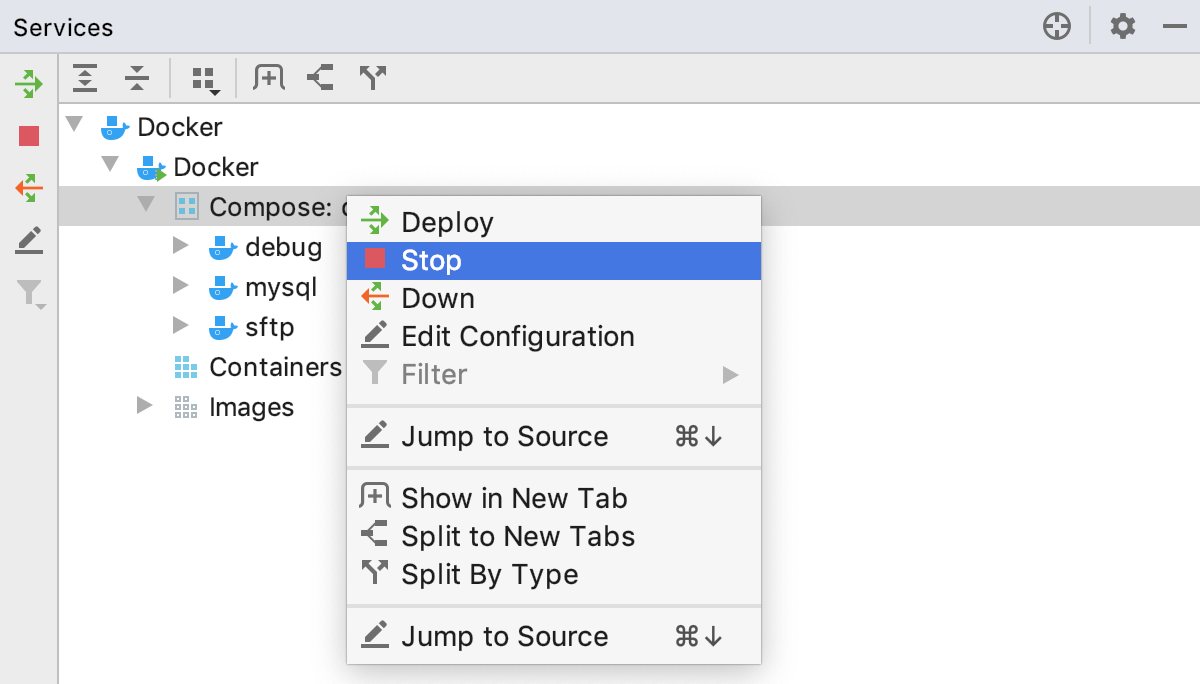 Services
Docker
Docker
Compose:
debug
mysql
sftp
Containers
Images
Deploy
Stop
Down
Edit Configuration
Filter
Jump to Source ⌘↓
Show in New Tab
Split to New Tabs
Split By Type
Jump to Source ⌘↓